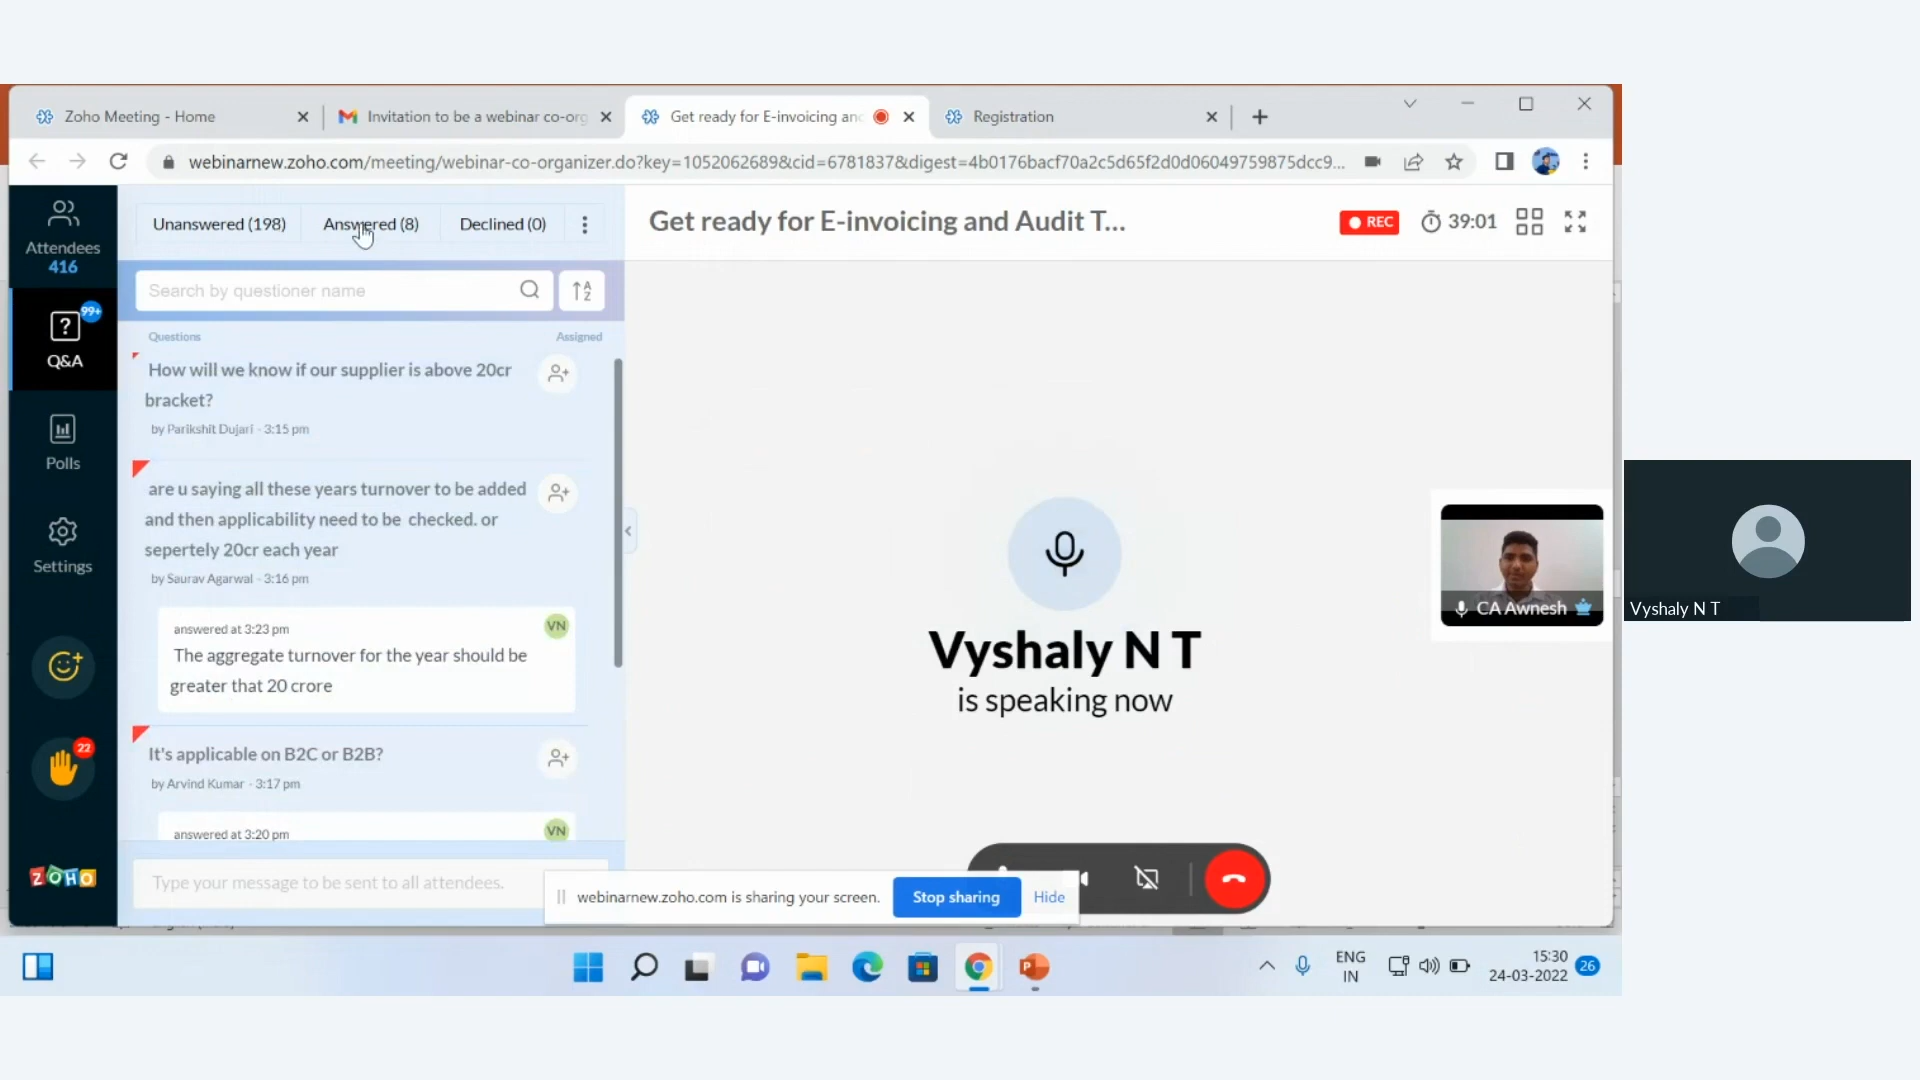 Zoho Meeting - Home
Invitation to be a webinar co-org
Get ready for E-invoicing and
Registration
webinarnew.zoho.com/meeting/webinar-co-organizer.do?key=1052062689&cid=6781837&digest=4b0176bacf70a2c5d65f2d0d06049759875dcc9...
Attendees
416
99+
Q&A
Polls
Settings
22
ZOHO
Unanswered (198)
Answered (8)
Declined (0)
Search by questioner name
Questions
Assigned
How will we know if our supplier is above 20cr
bracket?
by Parikshit Dujari - 3:15 pm
are u saying all these years turnover to be added
and then applicability need to be checked. or
sepertely 20cr each year
by Saurav Agarwal - 3:16 pm
answered at 3:23 pm
VN
The aggregate turnover for the year should be
greater that 20 crore
It's applicable on B2C or B2B?
by Arvind Kumar - 3:17 pm
answered at 3:20 pm
VN
Type your message to be sent to all attendees.
Get ready for E-invoicing and Audit T...
REC
39:01
Vyshaly N T
is speaking now
CA Awnesh
Vyshaly N T
webinarnew.zoho.com is sharing your screen.
Stop sharing
Hide
ENG
IN
15:30
24-03-2022
26